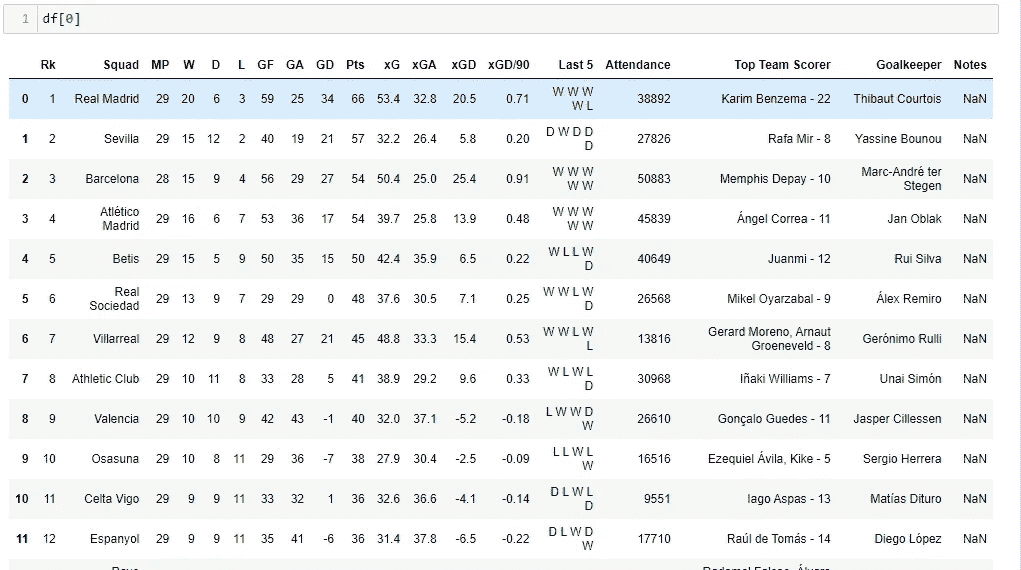 1 df[0]
Rk Squad MP W D L GF GA GD Pts xG xGA xGD xGD/90 Last 5 Attendance Top Team Scorer Goalkeeper Notes
0 1 Real Madrid 29 20 6 3 59 25 34 66 53.4 32.8 20.5 0.71 W W W
W L 38892 Karim Benzema - 22 Thibaut Courtois NaN
1 2 Sevilla 29 15 12 2 40 19 21 57 32.2 26.4 5.8 0.20 D W D D
D 27826 Rafa Mir - 8 Yassine Bounou NaN
2 3 Barcelona 28 15 9 4 56 29 27 54 50.4 25.0 25.4 0.91 W W W
W W 50883 Memphis Depay - 10 Marc-André ter
Stegen NaN
3 4 Atlético
Madrid 29 16 6 7 53 36 17 54 39.7 25.8 13.9 0.48 W W W
W W 45839 Ángel Correa - 11 Jan Oblak NaN
4 5 Betis 29 15 5 9 50 35 15 50 42.4 35.9 6.5 0.22 W L L W
D 40649 Juanmi - 12 Rui Silva NaN
5 6 Real
Sociedad 29 13 9 7 29 29 0 48 37.6 30.5 7.1 0.25 W W L W
D 26568 Mikel Oyarzabal - 9 Álex Remiro NaN
6 7 Villarreal 29 12 9 8 48 27 21 45 48.8 33.3 15.4 0.53 W W L W
L 13816 Gerard Moreno, Arnaut
Groeneveld - 8 Gerónimo Rulli NaN
7 8 Athletic Club 29 10 11 8 33 28 5 41 38.9 29.2 9.6 0.33 W L W L
D 30968 Iñaki Williams - 7 Unai Simón NaN
8 9 Valencia 29 10 10 9 42 43 -1 40 32.0 37.1 -5.2 -0.18 L W W D
W 26610 Gonçalo Guedes - 11 Jasper Cillessen NaN
9 10 Osasuna 29 10 8 11 29 36 -7 38 27.9 30.4 -2.5 -0.09 L L W L
W 16516 Ezequiel Ávila, Kike - 5 Sergio Herrera NaN
10 11 Celta Vigo 29 9 9 11 33 32 1 36 32.6 36.6 -4.1 -0.14 D L W L
D 9551 Iago Aspas - 13 Matías Dituro NaN
11 12 Espanyol 29 9 9 11 35 41 -6 36 31.4 37.8 -6.5 -0.22 D L W D
W 17710 Raúl de Tomás - 14 Diego López NaN